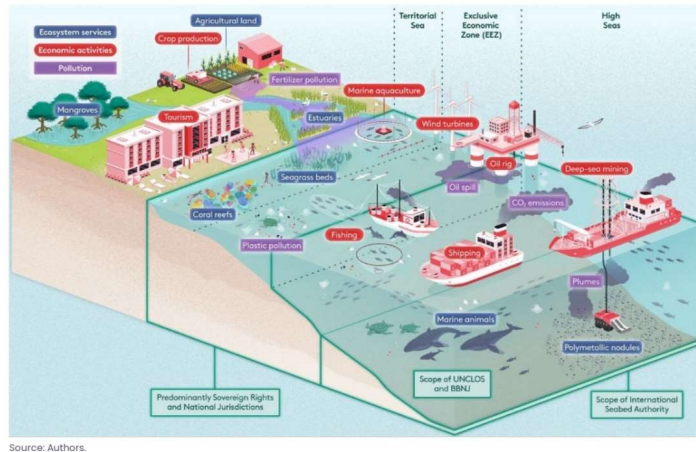 Ecosystem services
Economic activities
Pollution
Agricultural land
Crop production
Fertilizer pollution
Mangroves
Tourism
HOTEL
Estuaries
Marine aquaculture
Seagrass beds
Coral reefs
Plastic pollution
Territorial
Sea
Exclusive
Economic
Zone (EEZ)
High
Seas
Wind turbines
Oil rig
Oil spill
Deep-sea mining
CO₂ emissions
Fishing
Shipping
Plumes
Marine animals
Polymetallic nodules
Predominantly Sovereign Rights
and National Jurisdictions
Scope of UNCLOS
and BBNJ
Scope of International
Seabed Authority
Source: Authors.